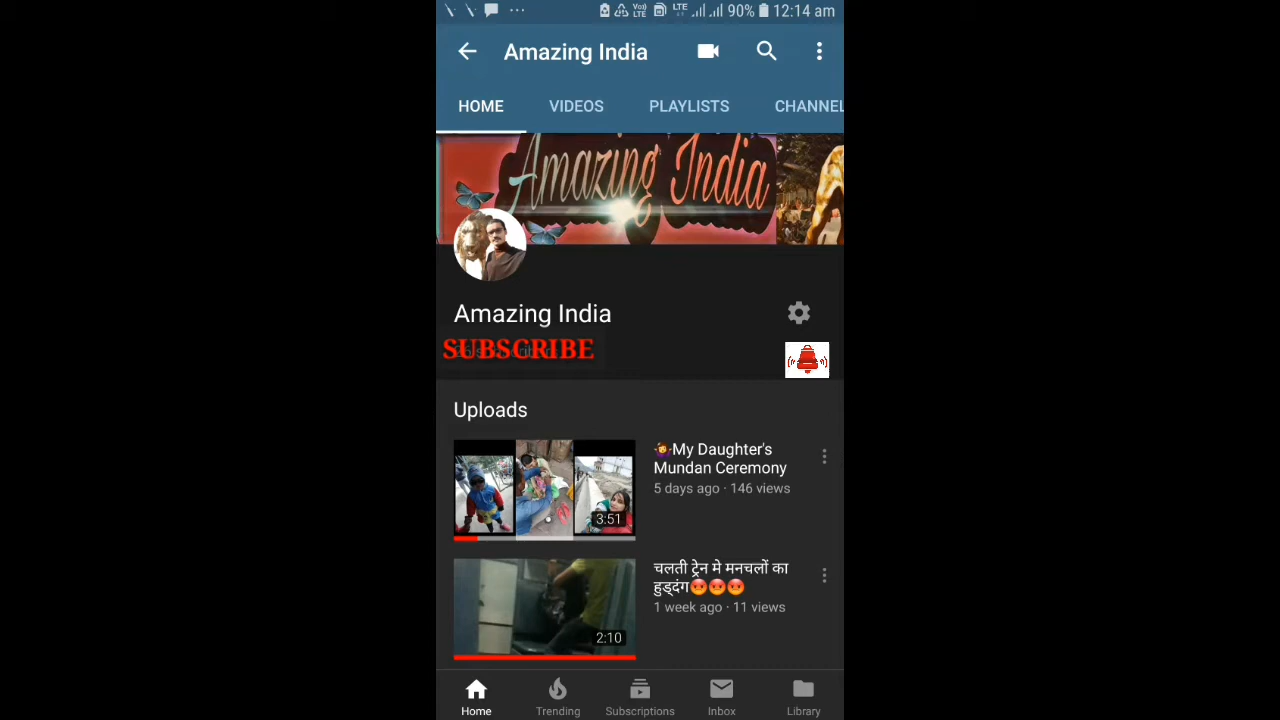 90% 12:14 am
Amazing India
HOME VIDEOS PLAYLISTS CHANNEL
Amazing India
Amazing India
SUBSCRIBE
Uploads
🙋My Daughter's
Mundan Ceremony
5 days ago · 146 views
3:51
चलती ट्रेन मे मनचलों का
हुड्दंग😡😡😡
1 week ago · 11 views
2:10
Home Trending Subscriptions Inbox Library